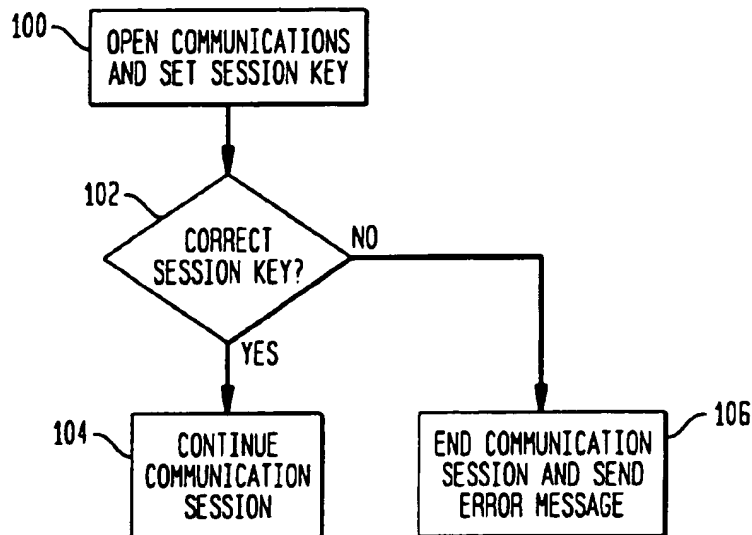 100
OPEN COMMUNICATIONS
AND SET SESSION KEY
102
CORRECT
SESSION KEY?
NO
YES
104
CONTINUE
COMMUNICATION
SESSION
END COMMUNICATION
SESSION AND SEND
ERROR MESSAGE
106